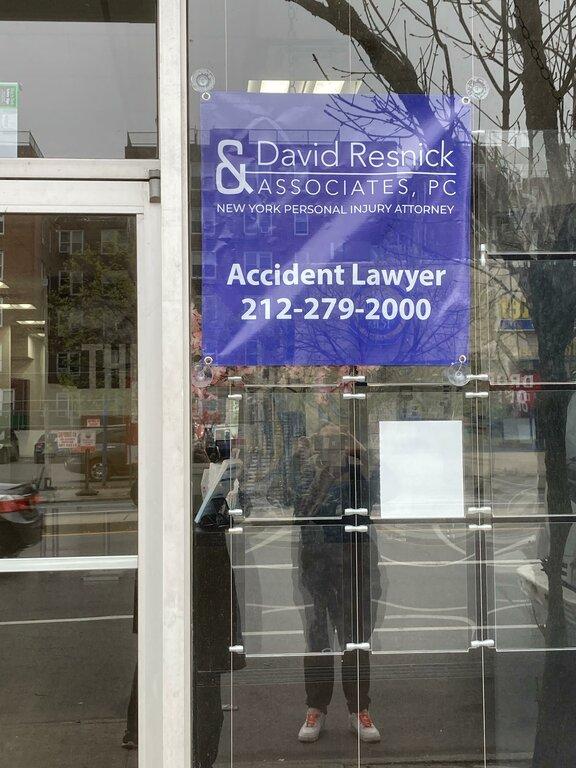 & David Resnick
ASSOCIATES, PC
NEW YORK PERSONAL INJURY ATTORNEY
Accident Lawyer
212-279-2000